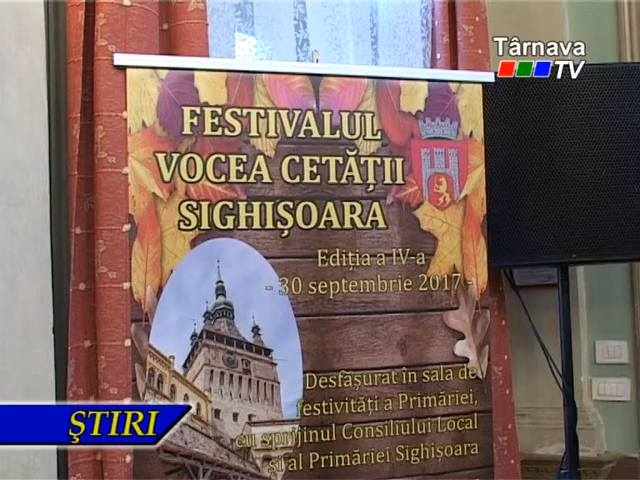 Târnava
TV
FESTIVALUL
VOCEA CETĂȚII
SIGHIȘOARA
Ediția a IV-a
- 30 septembrie 2017 -
Desfășurat în sala de
festivități a Primăriei,
cu sprijinul Consiliului Local
și al Primăriei Sighișoara
ŞTIRI